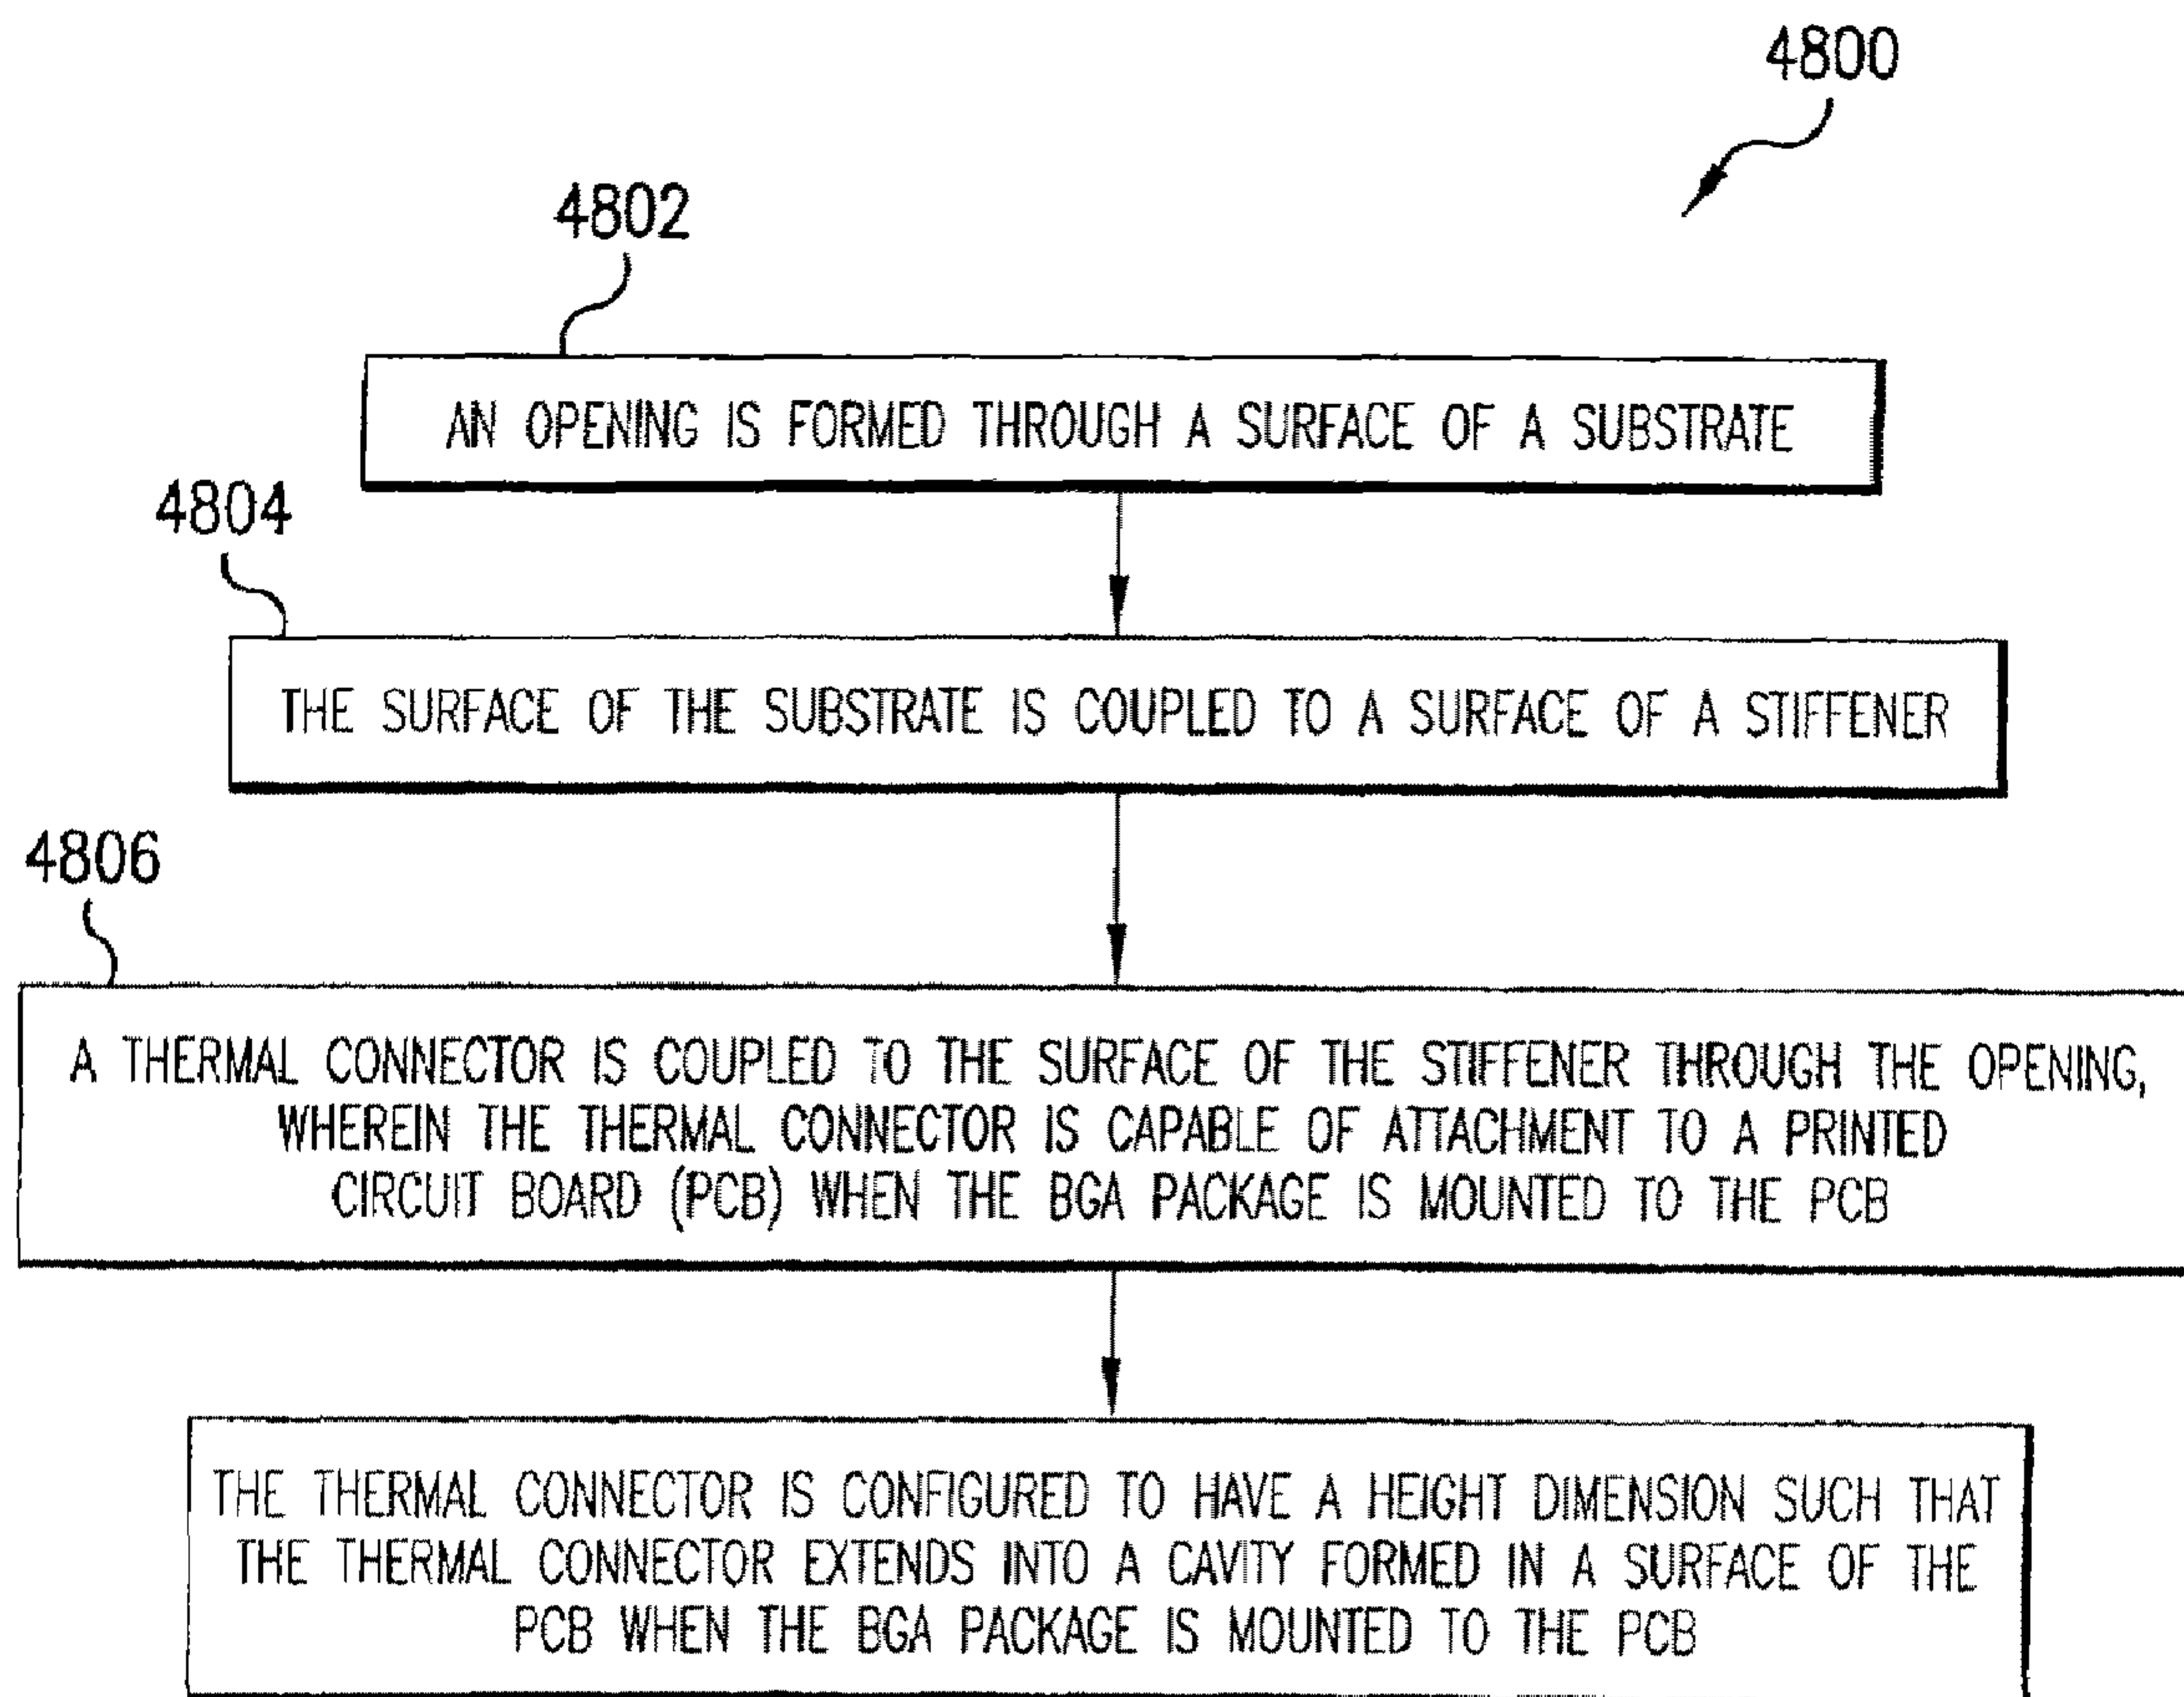 4800
4802
AN OPENING IS FORMED THROUGH A SURFACE OF A SUBSTRATE
4804
THE SURFACE OF THE SUBSTRATE IS COUPLED TO A SURFACE OF A STIFFENER
4806
A THERMAL CONNECTOR IS COUPLED TO THE SURFACE OF THE STIFFENER THROUGH THE OPENING,
WHEREIN THE THERMAL CONNECTOR IS CAPABLE OF ATTACHMENT TO A PRINTED
CIRCUIT BOARD (PCB) WHEN THE BGA PACKAGE IS MOUNTED TO THE PCB
THE THERMAL CONNECTOR IS CONFIGURED TO HAVE A HEIGHT DIMENSION SUCH THAT
THE THERMAL CONNECTOR EXTENDS INTO A CAVITY FORMED IN A SURFACE OF THE
PCB WHEN THE BGA PACKAGE IS MOUNTED TO THE PCB